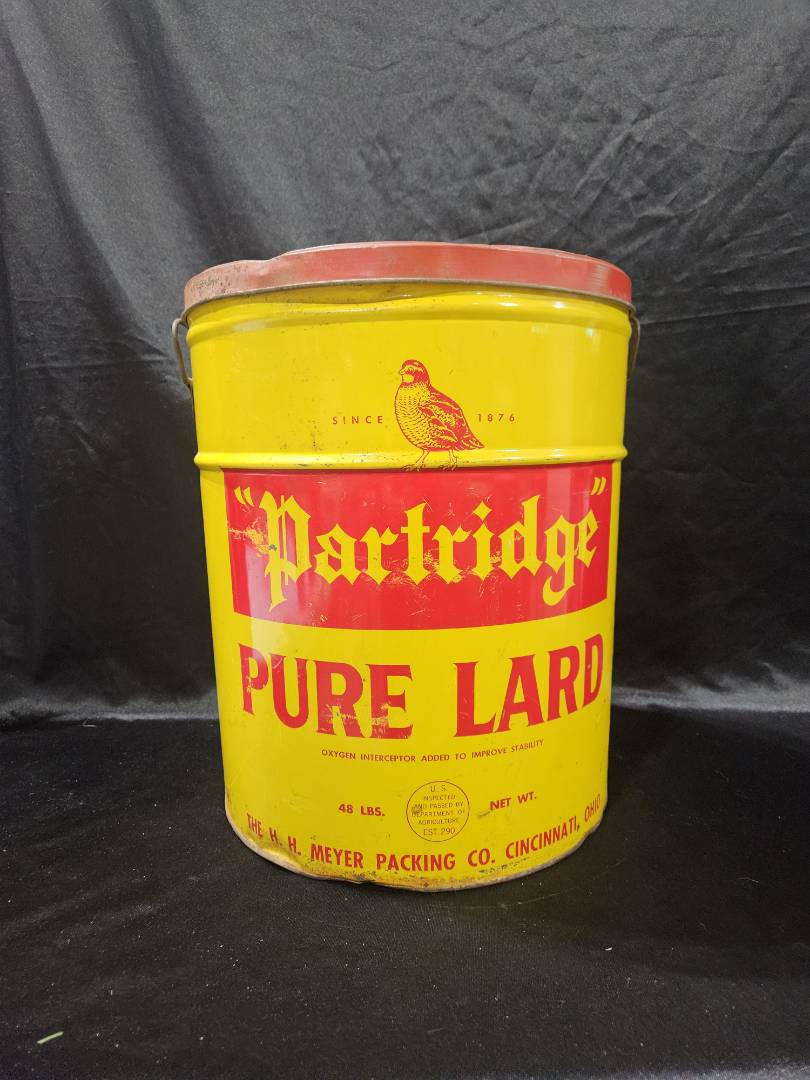 SINCE 1876
"Partridge"
PURE LARD
OXYGEN INTERCEPTOR ADDED TO IMPROVE STABILITY
48 LBS.
U. S.
INSPECTED
AND PASSED BY
DEPARTMENT OF
AGRICULTURE
EST. 290
NET WT.
THE H. H. MEYER PACKING CO. CINCINNATI, OHIO